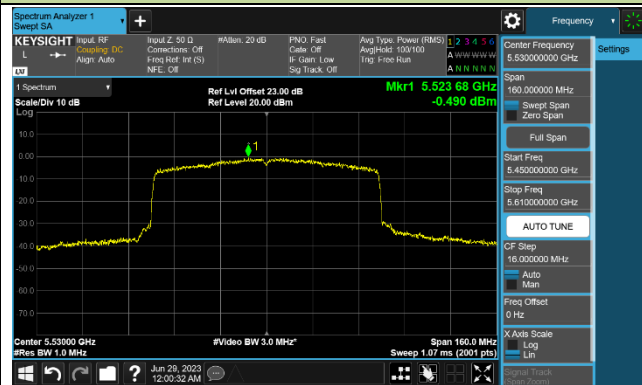 Spectrum Analyzer 1
Swept SA
Frequency
KEYSIGHT
L
LXI
Input: RF
Coupling: DC
Align: Auto
Input Z: 50 Ω
Corrections: Off
Freq Ref: Int (S)
NFE: Off
#Atten: 20 dB
PNO: Fast
Gate: Off
IF Gain: Low
Sig Track: Off
Avg Type: Power (RMS)
Avg|Hold: 100/100
Trig: Free Run
1 2 3 4 5 6
A W W W W W
A N N N N N
1 Spectrum
Scale/Div 10 dB
Log
Ref Lvl Offset 23.00 dB
Ref Level 20.00 dBm
Mkr1 5.523 68 GHz
-0.490 dBm
1
10.0
0.00
-10.0
-20.0
-30.0
-40.0
-50.0
-60.0
-70.0
Center 5.53000 GHz
#Res BW 1.0 MHz
#Video BW 3.0 MHz*
Span 160.0 MHz
Sweep 1.07 ms (2001 pts)
Center Frequency
5.530000000 GHz
Settings
Span
160.000000 MHz
Swept Span
Zero Span
Full Span
Start Freq
5.450000000 GHz
Stop Freq
5.610000000 GHz
AUTO TUNE
CF Step
16.000000 MHz
Auto
Man
Freq Offset
0 Hz
X Axis Scale
Log
Lin
Signal Track
(Span Zoom)
?
Jun 29, 2023
12:00:32 AM